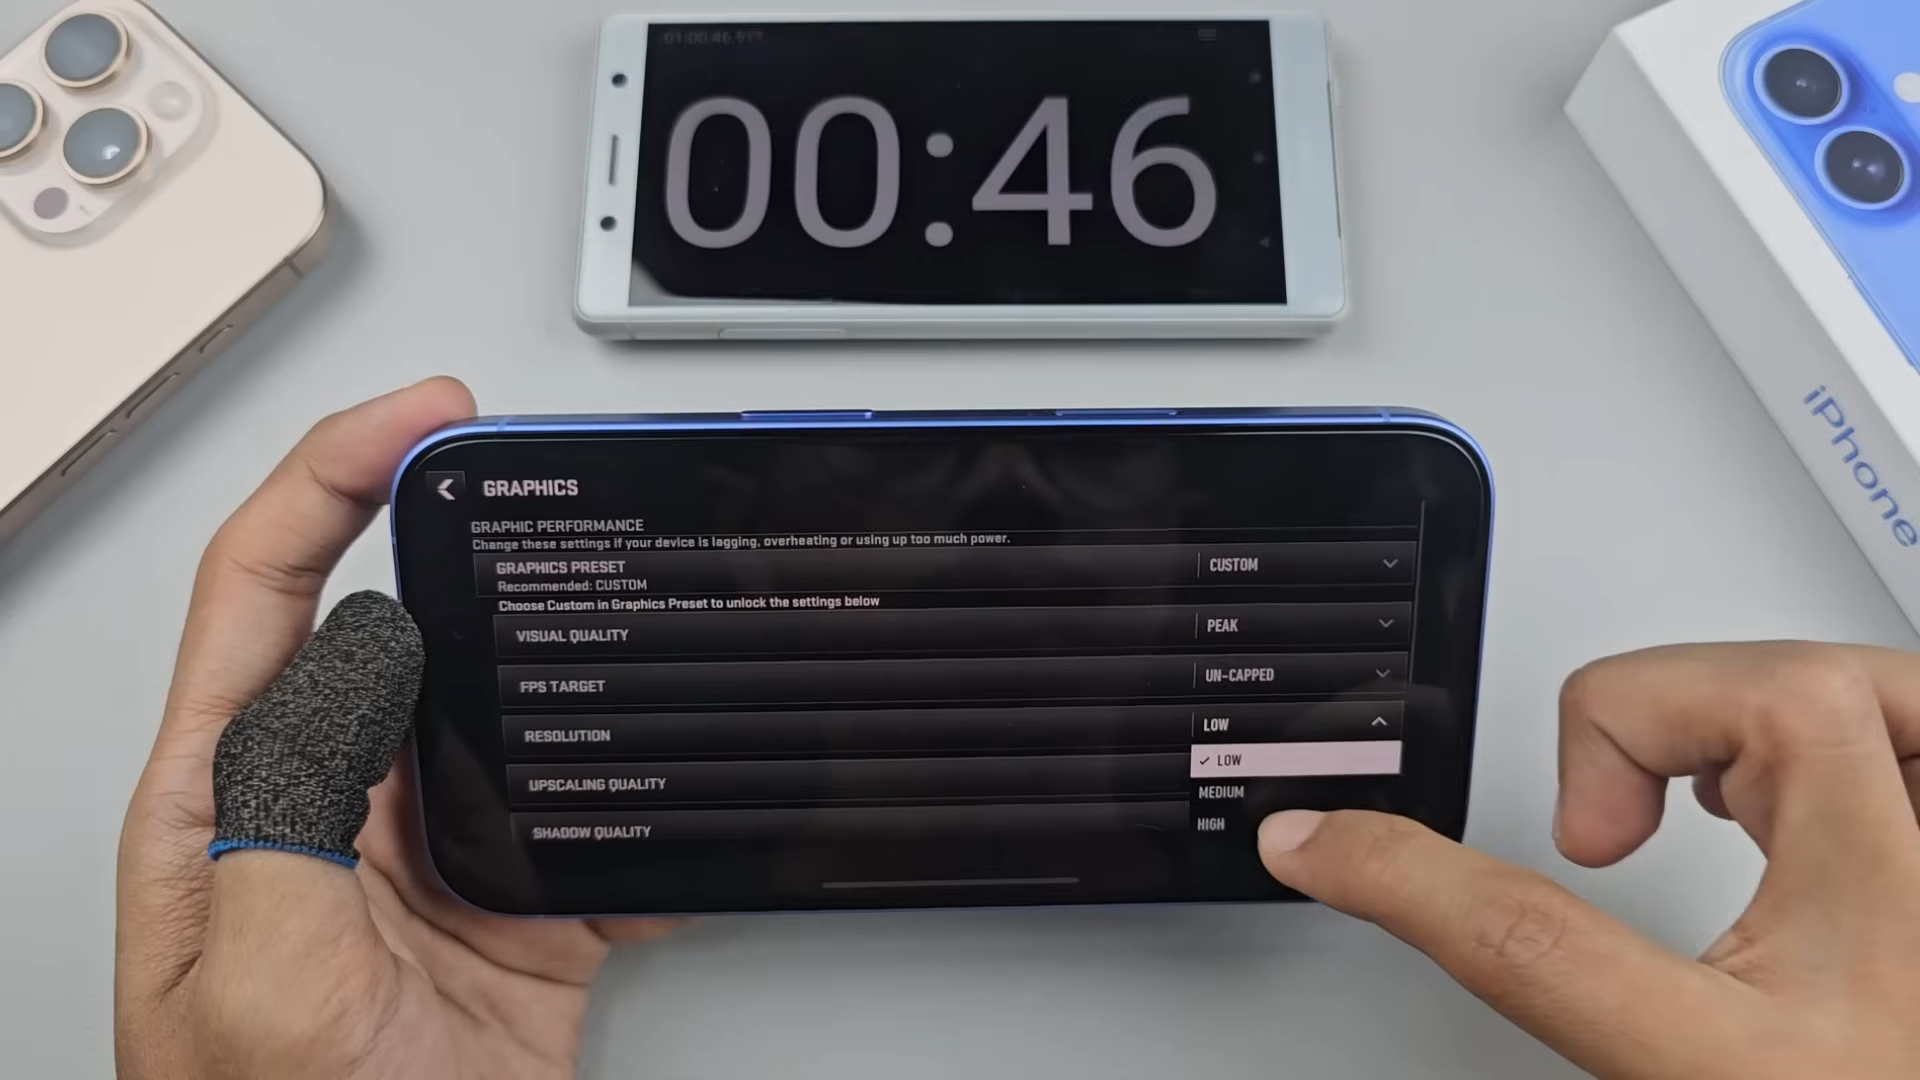 00:46
iPhone
GRAPHICS
GRAPHIC PERFORMANCE
Change these settings if your device is lagging, overheating or using up too much power.
GRAPHICS PRESET
CUSTOM
Recommended: CUSTOM
Choose Custom in Graphics Preset to unlock the settings below
VISUAL QUALITY
PEAK
FPS TARGET
UN-CAPPED
RESOLUTION
LOW
✓ LOW
UPSCALING QUALITY
MEDIUM
SHADOW QUALITY
HIGH